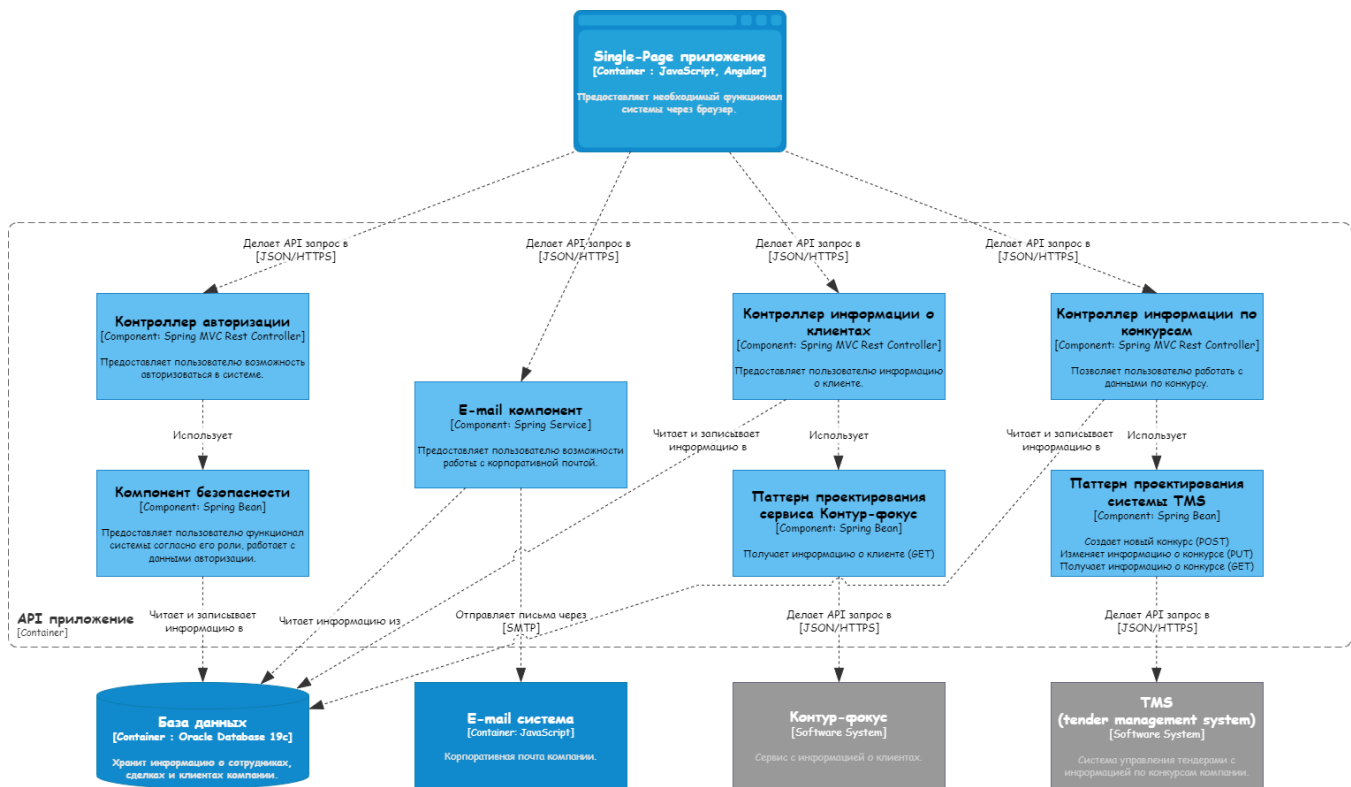 Single-Page приложение
[Container : JavaScript, Angular]
Предоставляет необходимый функционал
системы через браузер.
Делает API запрос в
[JSON/HTTPS]
Делает API запрос в
[JSON/HTTPS]
Делает API запрос в
[JSON/HTTPS]
Делает API запрос в
[JSON/HTTPS]
Контроллер авторизации
[Component: Spring MVC Rest Controller]
Предоставляет пользователю возможность
авторизоваться в системе.
E-mail компонент
[Component: Spring Service]
Предоставляет пользователю возможности
работы с корпоративной почтой.
Контроллер информации о
клиентах
[Component: Spring MVC Rest Controller]
Предоставляет пользователю информацию
о клиенте.
Контроллер информации по
конкурсам
[Component: Spring MVC Rest Controller]
Позволяет пользователю работать с
данными по конкурсу.
Использует
Читает и записывает
информацию в
Использует
Читает и записывает
информацию в
Использует
Компонент безопасности
[Component: Spring Bean]
Предоставляет пользователю функционал
системы согласно его роли, работает с
данными авторизации.
Паттерн проектирования
сервиса Контур-фокус
[Component: Spring Bean]
Получает информацию о клиенте (GET)
Паттерн проектирования
системы TMS
[Component: Spring Bean]
Создает новый конкурс (POST)
Изменяет информацию о конкурсе (PUT)
Получает информацию о конкурсе (GET)
API приложение
[Container]
Читает и записывает
информацию в
Читает информацию из
Отправляет письма через
[SMTP]
Делает API запрос в
[JSON/HTTPS]
Делает API запрос в
[JSON/HTTPS]
База данных
[Container : Oracle Database 19c]
Хранит информацию о сотрудниках,
сделках и клиентах компании.
E-mail система
[Container: JavaScript]
Корпоративная почта компании.
Контур-фокус
[Software System]
Сервис с информацией о клиентах.
TMS
(tender management system)
[Software System]
Система управления тендерами с
информацией по конкурсам компании.